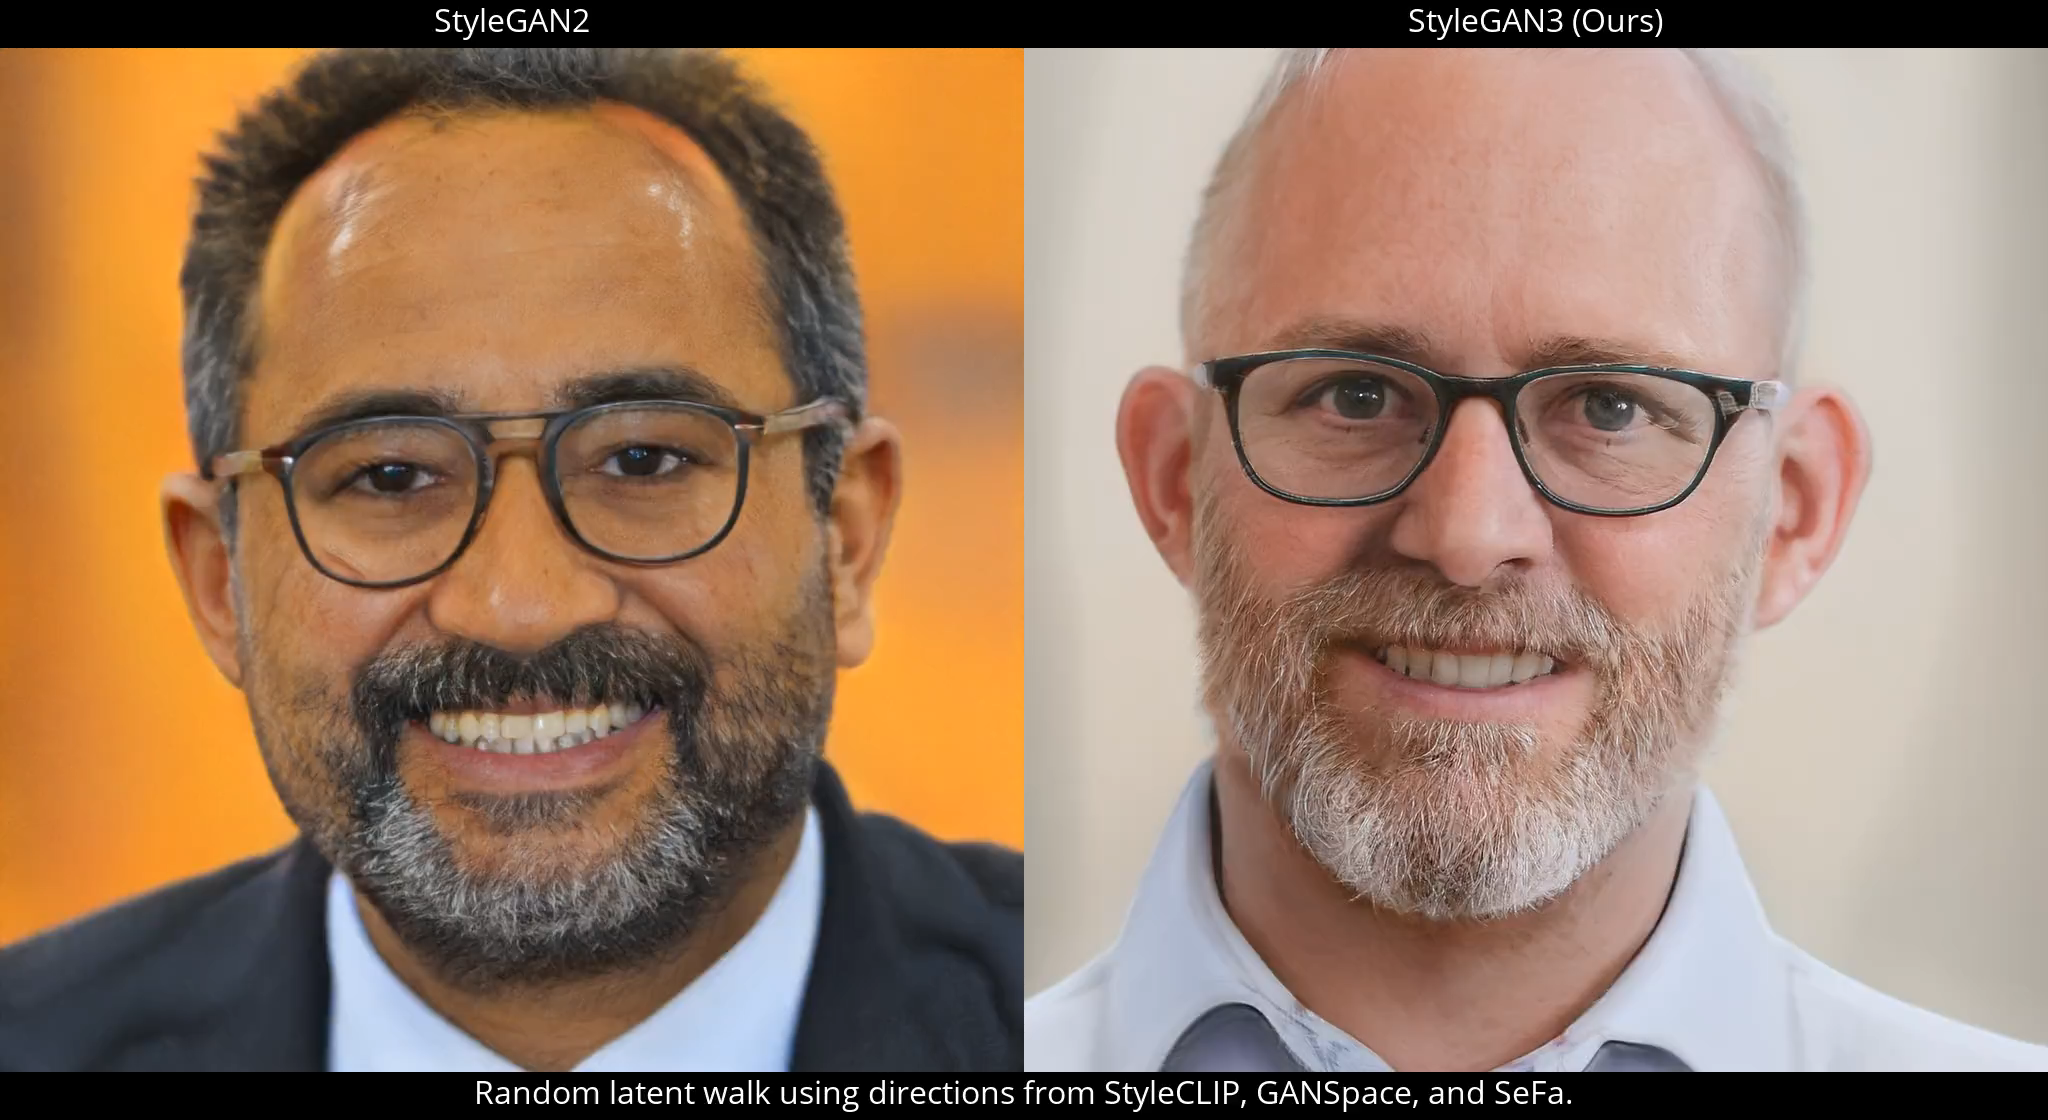 StyleGAN2
StyleGAN3 (Ours)
Random latent walk using directions from StyleCLIP, GANSpace, and SeFa.